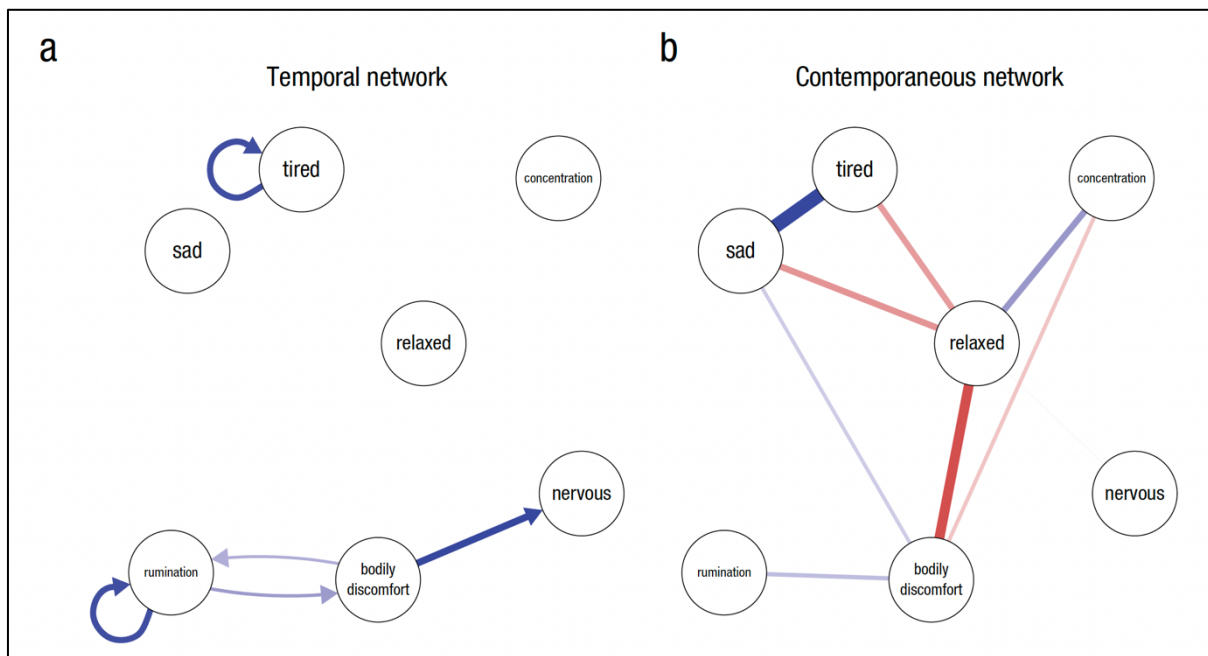 a
Temporal network
tired
concentration
sad
relaxed
nervous
rumination
bodily
discomfort
b
Contemporaneous network
tired
concentration
sad
relaxed
nervous
rumination
bodily
discomfort